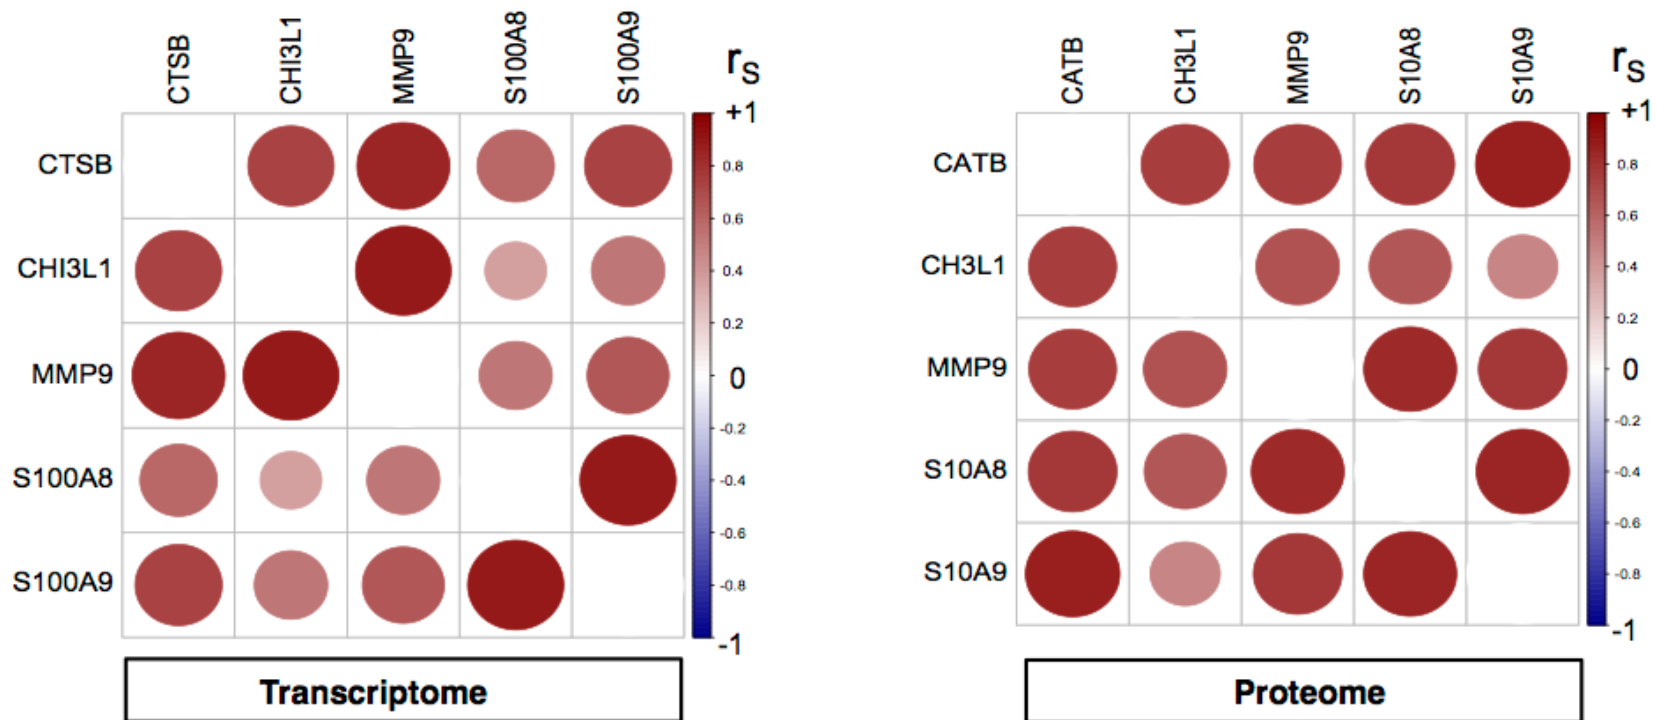 CTSB
CHI3L1
MMP9
S100A8
S100A9
rS
+1
0.8
0.6
0.4
0.2
0
-0.2
-0.4
-0.6
-0.8
-1
CTSB
CHI3L1
MMP9
S100A8
S100A9
Transcriptome
CATB
CH3L1
MMP9
S10A8
S10A9
rS
+1
0.8
0.6
0.4
0.2
0
-0.2
-0.4
-0.6
-0.8
-1
CATB
CH3L1
MMP9
S10A8
S10A9
Proteome